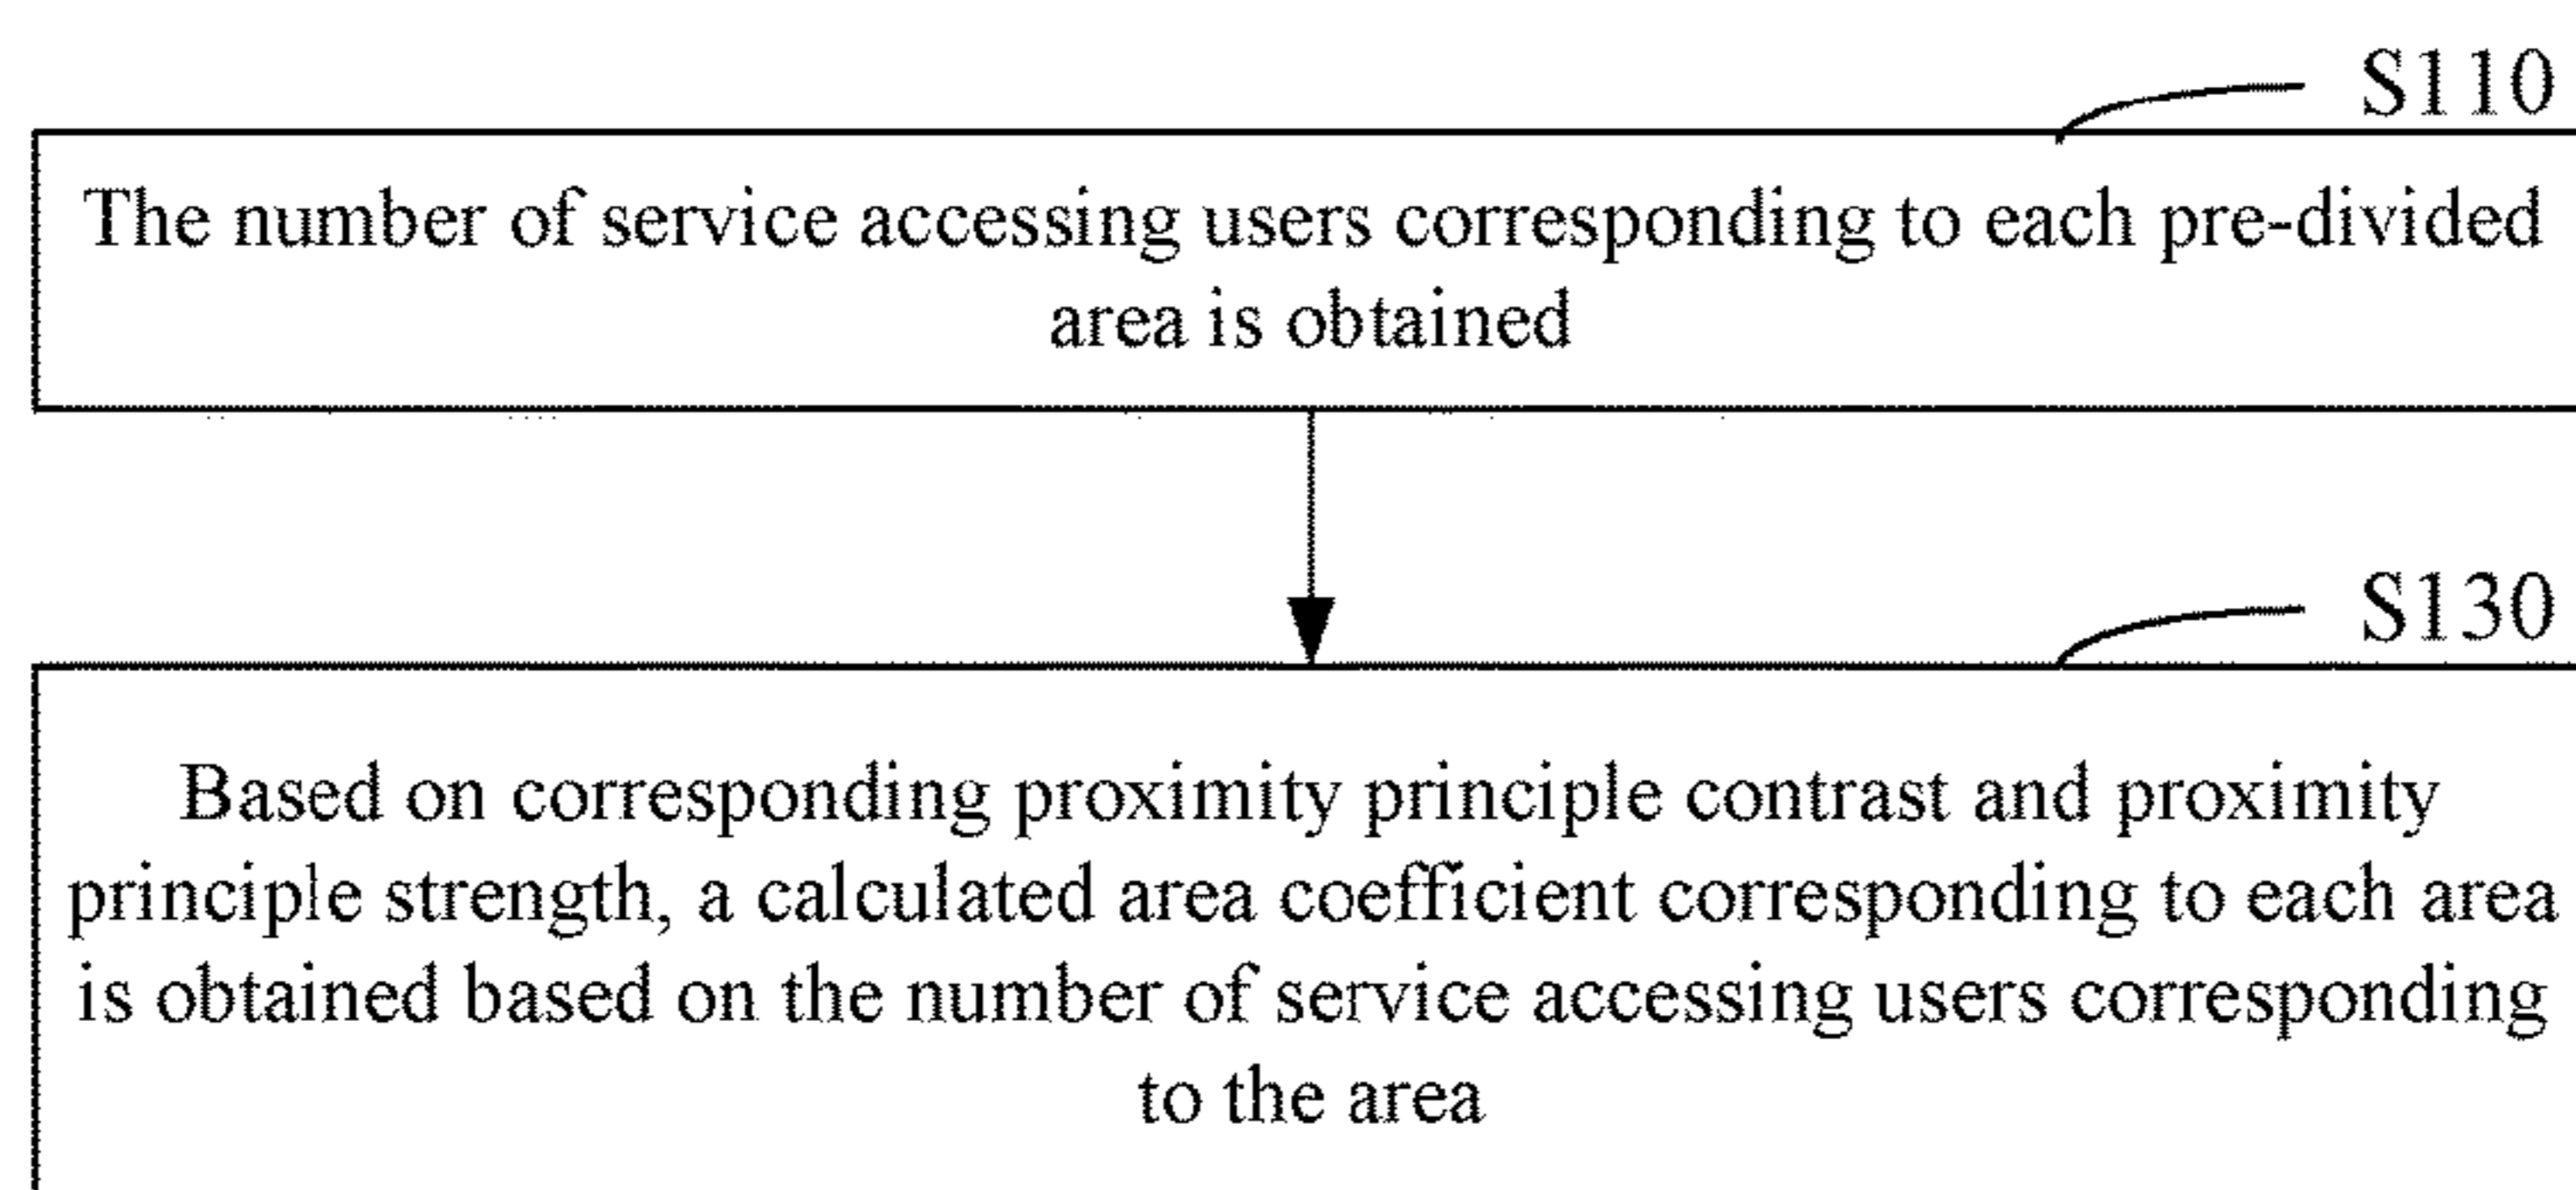 S110
The number of service accessing users corresponding to each pre-divided
area is obtained
S130
Based on corresponding proximity principle contrast and proximity
principle strength, a calculated area coefficient corresponding to each area
is obtained based on the number of service accessing users corresponding
to the area